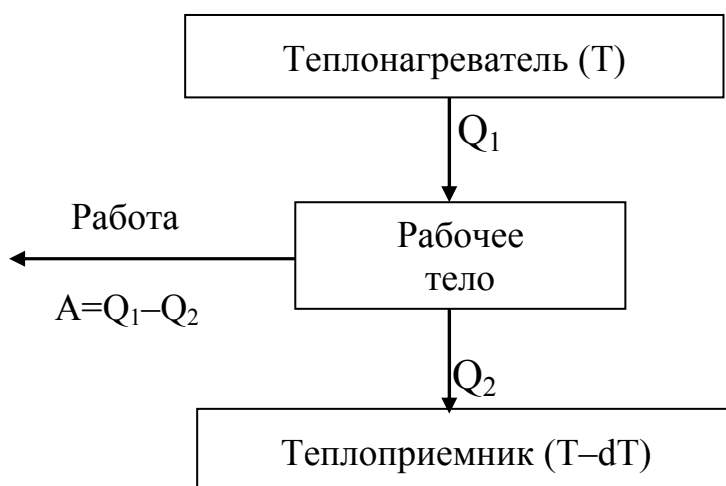 Теплонагреватель (Т)
Q₁
Работа
Рабочее
тело
A=Q₁–Q₂
Q₂
Теплоприемник (Т–dT)